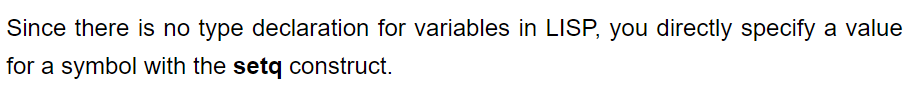 Since there is no type declaration for variables in LISP, you directly specify a value
for a symbol with the setq construct.